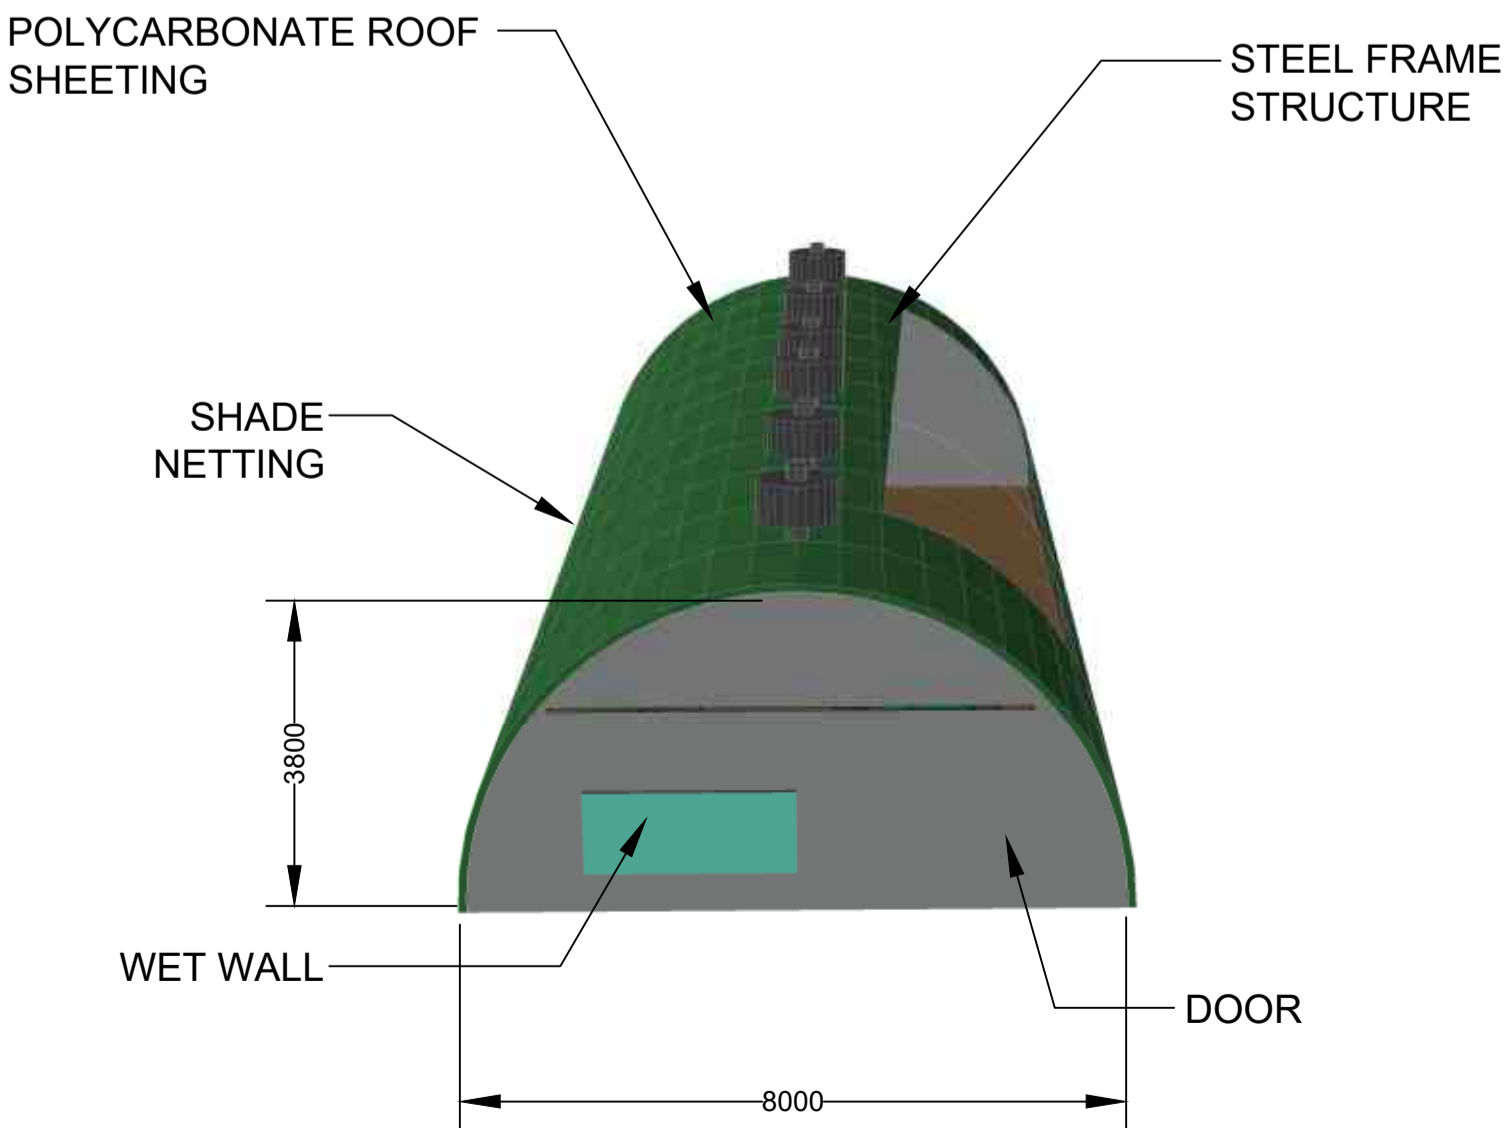 POLYCARBONATE ROOF
SHEETING
STEEL FRAME
STRUCTURE
SHADE
NETTING
3800
WET WALL
DOOR
8000